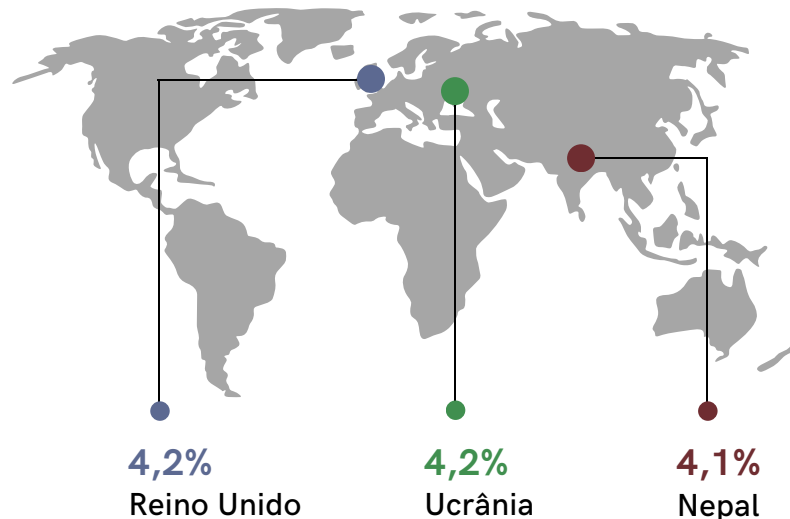 4,2%
Reino Unido
4,2%
Ucrânia
4,1%
Nepal